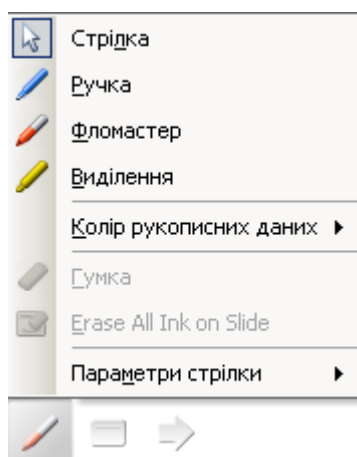 Стрілка
Ручка
Фломастер
Виділення
Колір рукописних даних
Гумка
Erase All Ink on Slide
Параметри стрілки